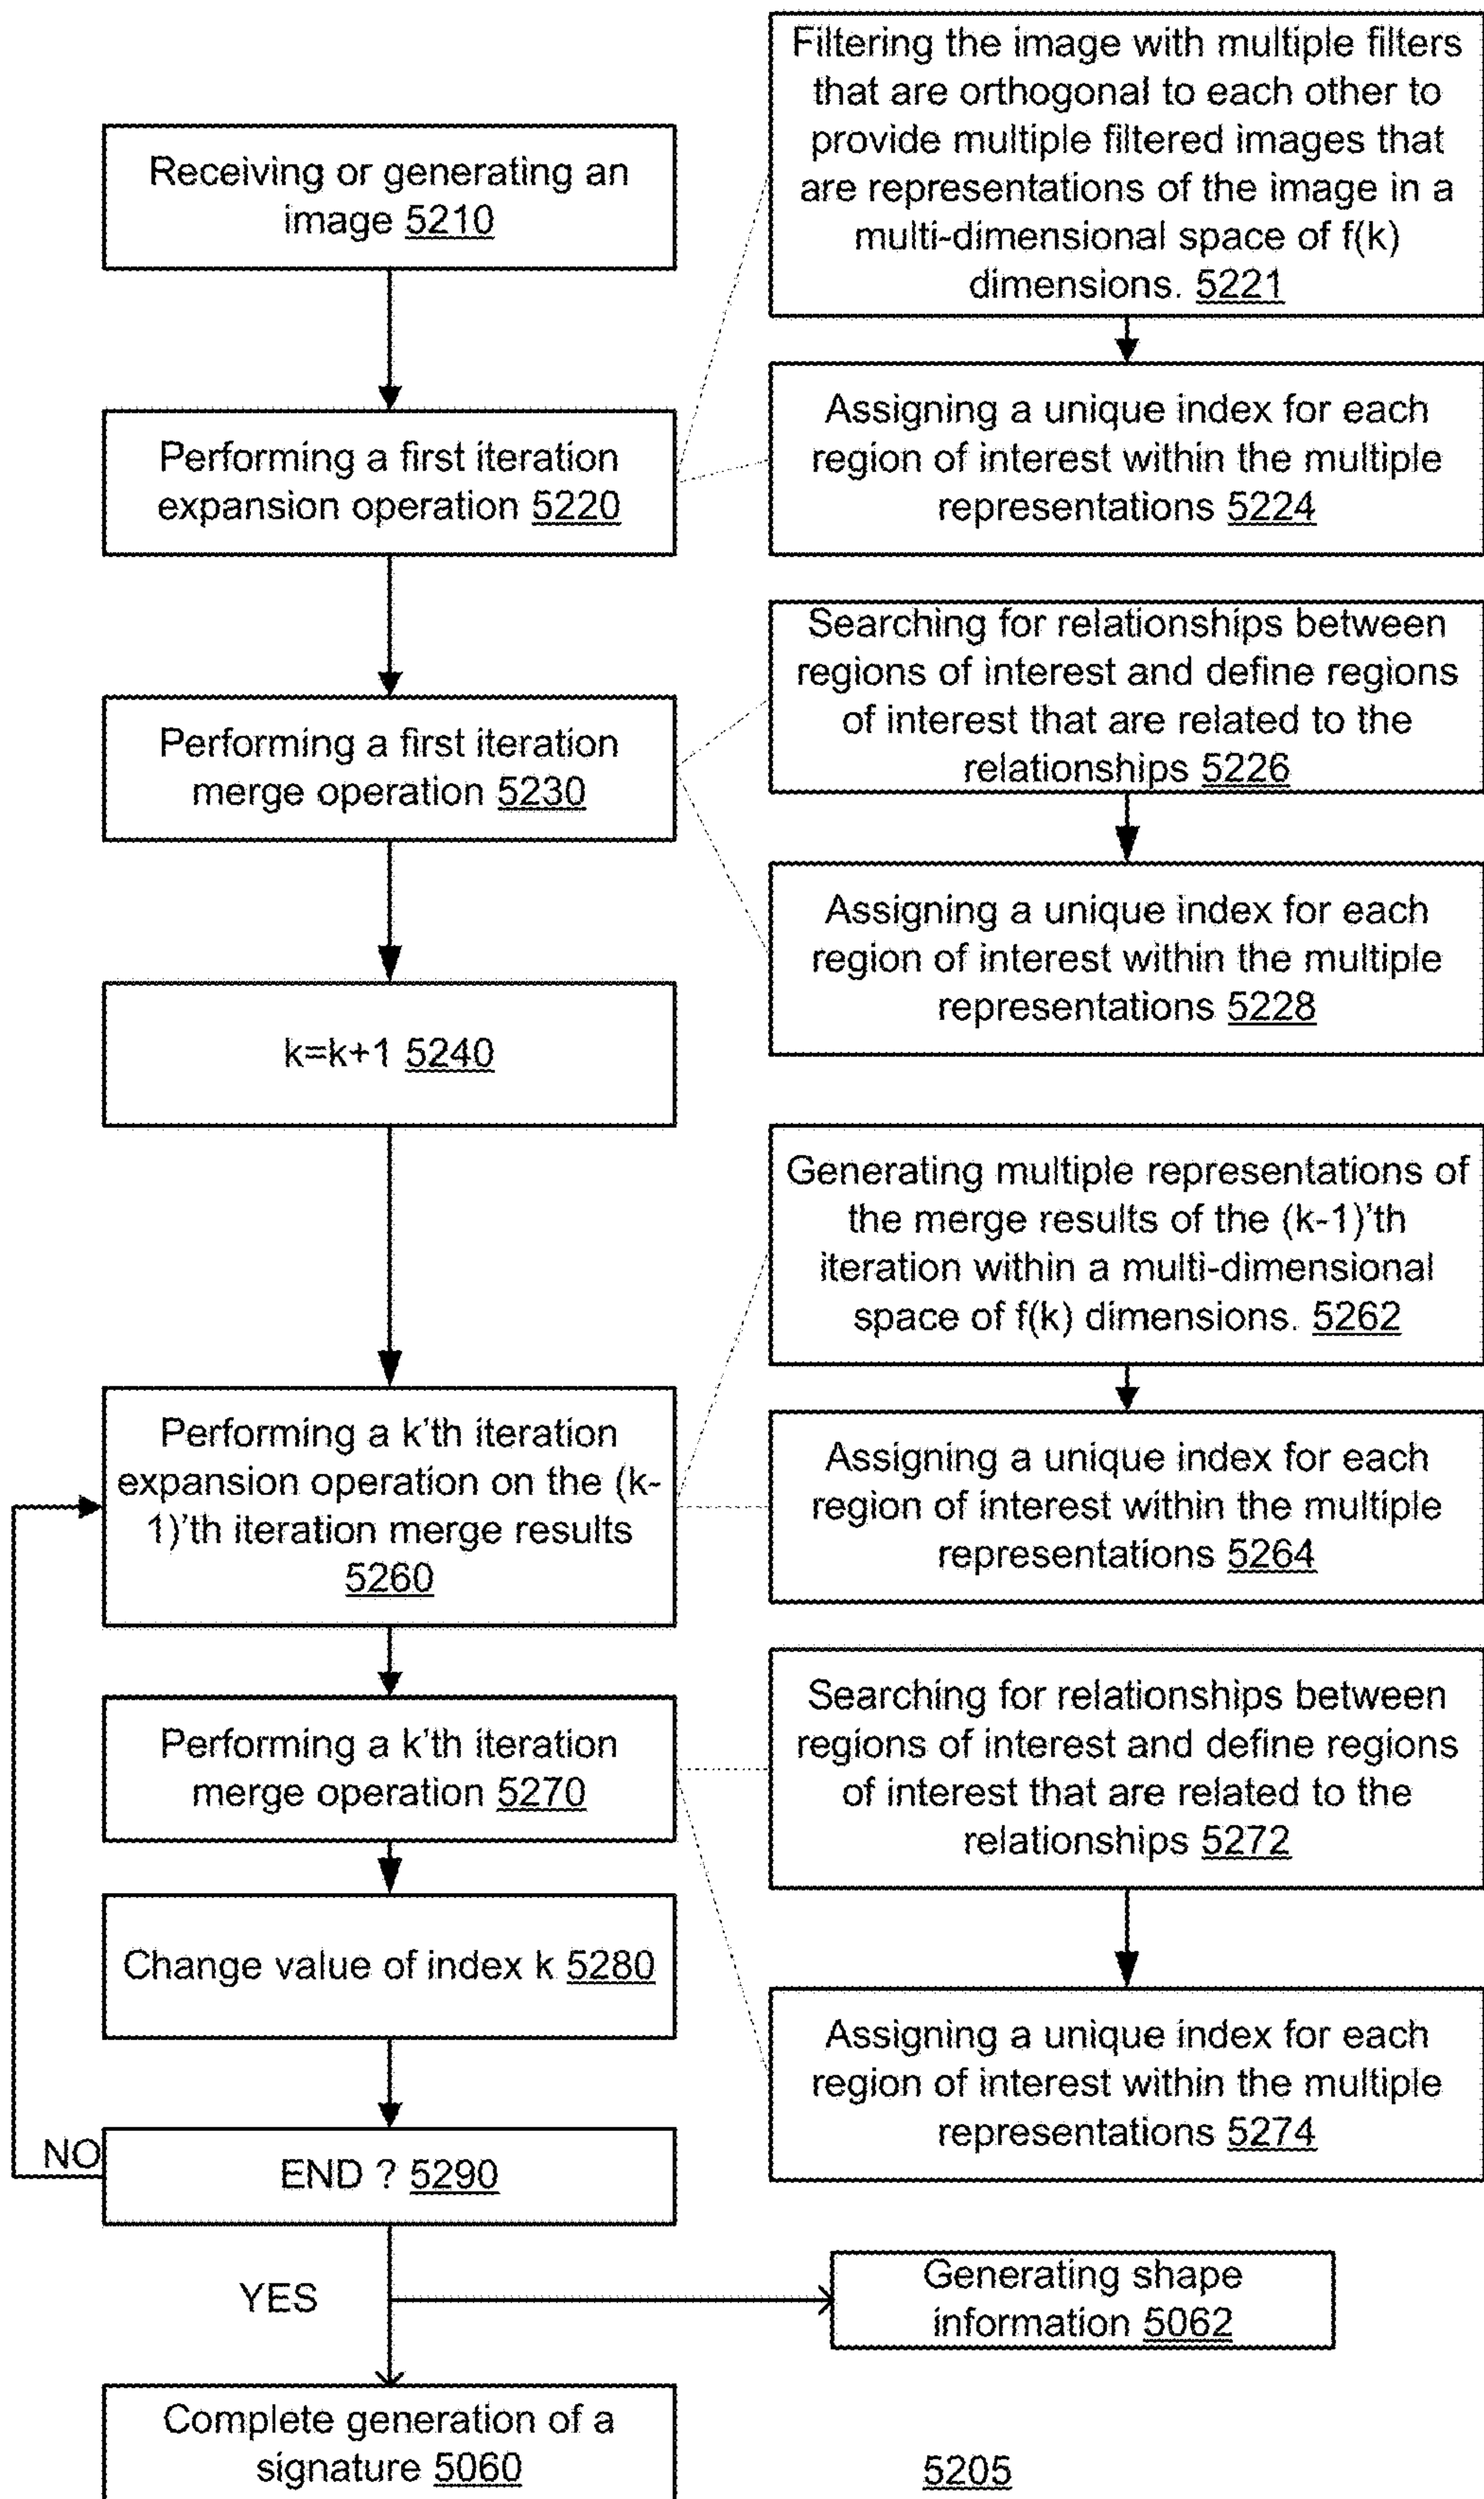 Receiving or generating an
image 5210
Filtering the image with multiple filters
that are orthogonal to each other to
provide multiple filtered images that
are representations of the image in a
multi-dimensional space of f(k)
dimensions. 5221
Performing a first iteration
expansion operation 5220
Assigning a unique index for each
region of interest within the multiple
representations 5224
Performing a first iteration
merge operation 5230
Searching for relationships between
regions of interest and define regions
of interest that are related to the
relationships 5226
Assigning a unique index for each
region of interest within the multiple
representations 5228
k=k+1 5240
Generating multiple representations of
the merge results of the (k-1)'th
iteration within a multi-dimensional
space of f(k) dimensions. 5262
Performing a k'th iteration
expansion operation on the (k-
1)'th iteration merge results
5260
Assigning a unique index for each
region of interest within the multiple
representations 5264
Performing a k'th iteration
merge operation 5270
Searching for relationships between
regions of interest and define regions
of interest that are related to the
relationships 5272
Change value of index k 5280
Assigning a unique index for each
region of interest within the multiple
representations 5274
NO
END ? 5290
YES
Generating shape
information 5062
Complete generation of a
signature 5060
5205